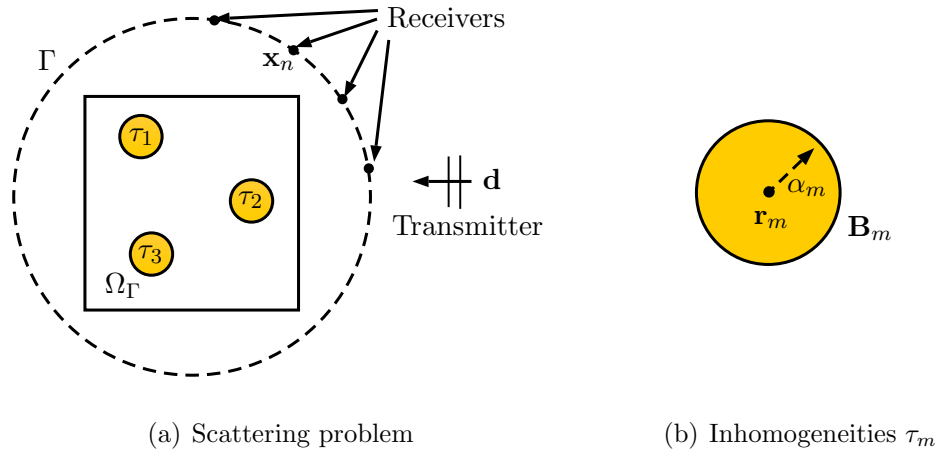 Receivers
Γ
x_n
τ_1
τ_2
τ_3
d
Transmitter
Ω_Γ
α_m
r_m
B_m
(a) Scattering problem
(b) Inhomogeneities τ_m